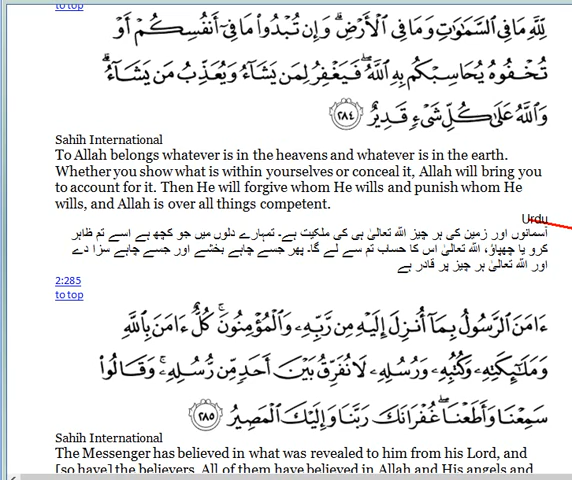 to top
لِّلَّهِ مَا فِي السَّمَاوَاتِ وَمَا فِي الْأَرْضِ ۗ وَإِن تُبْدُوا مَا فِي أَنفُسِكُمْ أَوْ
تُخْفُوهُ يُحَاسِبْكُم بِهِ اللَّهُ ۖ فَيَغْفِرُ لِمَن يَشَاءُ وَيُعَذِّبُ مَن يَشَاءُ ۗ
وَاللَّهُ عَلَىٰ كُلِّ شَيْءٍ قَدِيرٌ ﴿٢٨٤﴾
Sahih International
To Allah belongs whatever is in the heavens and whatever is in the earth.
Whether you show what is within yourselves or conceal it, Allah will bring you
to account for it. Then He will forgive whom He wills and punish whom He
wills, and Allah is over all things competent.
Urdu
آسمانوں اور زمین کی ہر چیز اللہ تعالیٰ ہی کی ملکیت ہے۔ تمہارے دلوں میں جو کچھ ہے اسے تم ظاہر
کرو یا چھپاؤ، اللہ تعالیٰ اس کا حساب تم سے لے گا۔ پھر جسے چاہے بخشے اور جسے چاہے سزا دے
اور اللہ تعالیٰ ہر چیز پر قادر ہے
2:285
to top
ءَامَنَ الرَّسُولُ بِمَا أُنزِلَ إِلَيْهِ مِن رَّبِّهِ وَالْمُؤْمِنُونَ ۚ كُلٌّ ءَامَنَ بِاللَّهِ
وَمَلَائِكَتِهِ وَكُتُبِهِ وَرُسُلِهِ لَا نُفَرِّقُ بَيْنَ أَحَدٍ مِّن رُّسُلِهِ ۚ وَقَالُوا
سَمِعْنَا وَأَطَعْنَا ۖ غُفْرَانَكَ رَبَّنَا وَإِلَيْكَ الْمَصِيرُ ﴿٢٨٥﴾
Sahih International
The Messenger has believed in what was revealed to him from his Lord, and
[so have] the believers. All of them have believed in Allah and His angels and